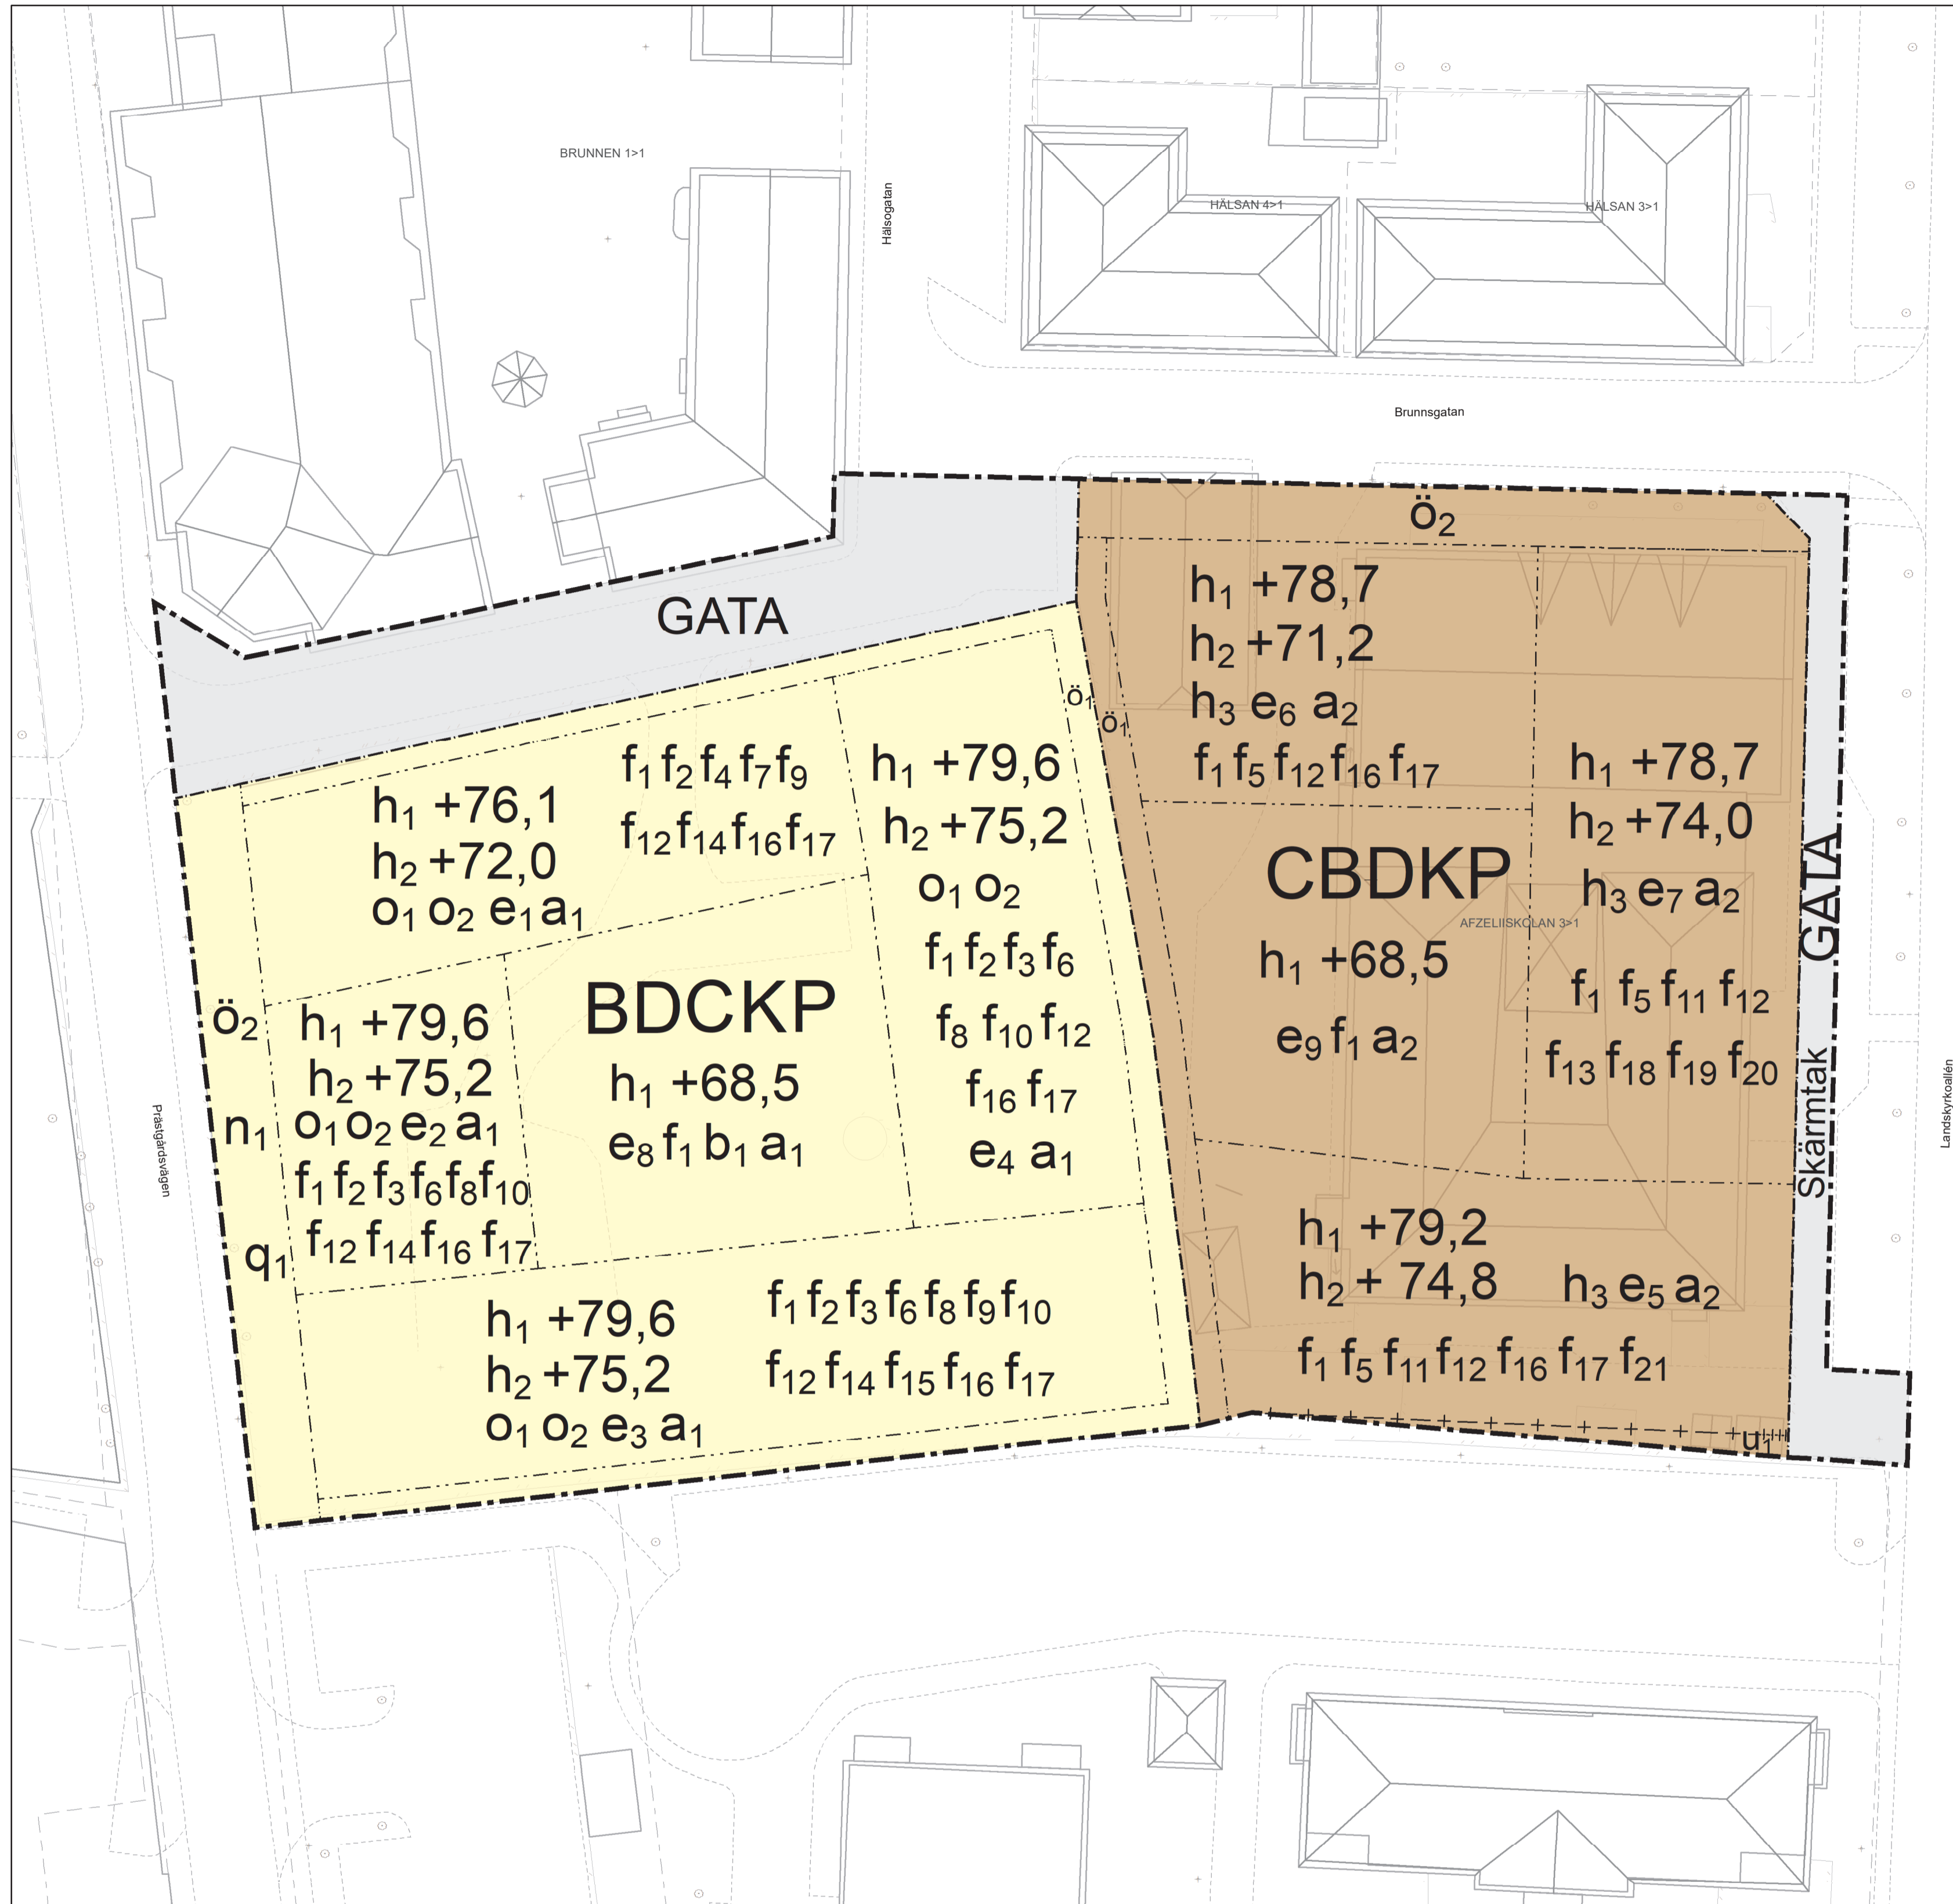 BRUNNEN 1>1
Hälsogatan
HÄLSAN 4>1
HÄLSAN 3>1
Brunnsgatan
GATA
ö2
h1 +78,7
h2 +71,2
h3 e6 a2
f1 f5 f12 f16 f17
ö1
ö1
h1 +76,1
h2 +72,0
o1 o2 e1 a1
f1 f2 f4 f7 f9
f12 f14 f16 f17
h1 +79,6
h2 +75,2
o1 o2
f1 f2 f3 f6
f8 f10 f12
f16 f17
e4 a1
CBDKP
AFZELIISKOLAN 3>1
h1 +68,5
e9 f1 a2
h1 +78,7
h2 +74,0
h3 e7 a2
f1 f5 f11 f12
f13 f18 f19 f20
GATA
Skärmtak
Landskyrkoallén
BDCKP
h1 +68,5
e8 f1 b1 a1
ö2
n1
q1
Prästgårdsvägen
h1 +79,6
h2 +75,2
o1 o2 e2 a1
f1 f2 f3 f6 f8 f10
f12 f14 f16 f17
h1 +79,6
h2 +75,2
o1 o2 e3 a1
f1 f2 f3 f6 f8 f9 f10
f12 f14 f15 f16 f17
h1 +79,2
h2 + 74,8
h3 e5 a2
f1 f5 f11 f12 f16 f17 f21
u1